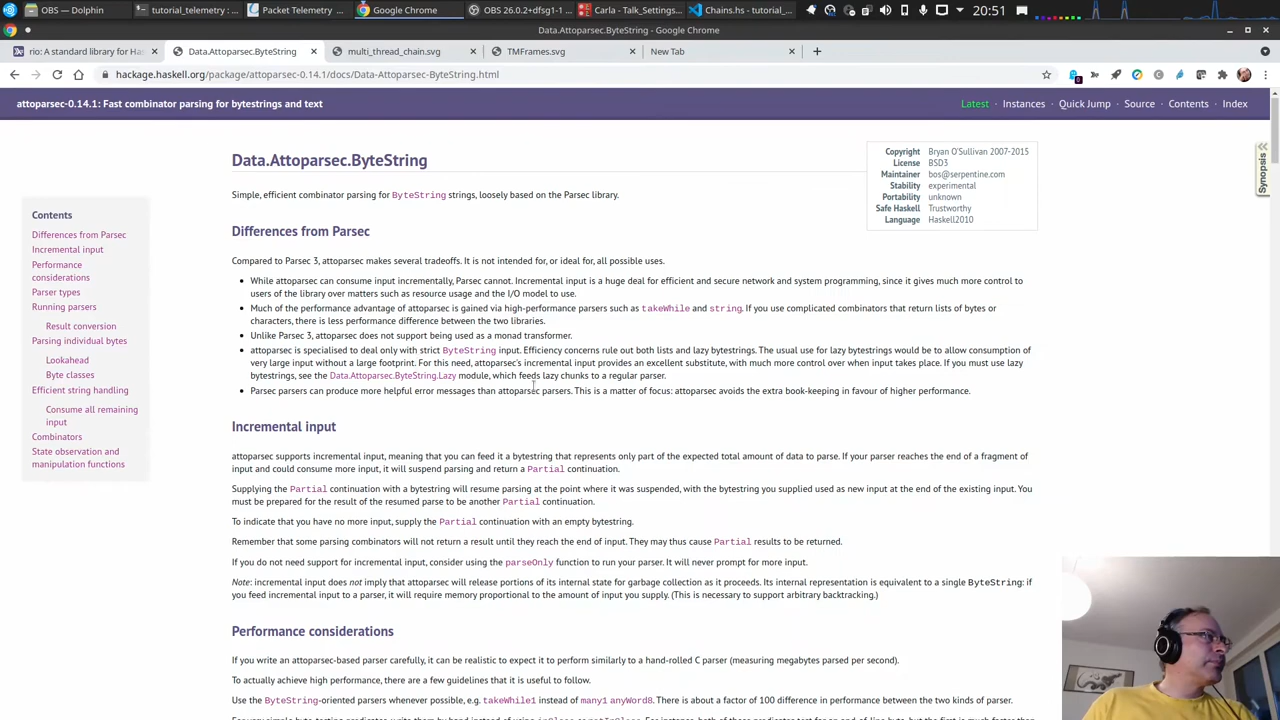 OBS — Dolphin
tutorial_telemetry : ...
Packet Telemetry ...
Google Chrome
OBS 26.0.2+dfsg1-1 ...
Carla - Talk_Settings...
Chains.hs - tutorial_...
20:51
Data.Attoparsec.ByteString - Google Chrome
rio: A standard library for Has
Data.Attoparsec.ByteString
multi_thread_chain.svg
TMFrames.svg
New Tab
hackage.haskell.org/package/attoparsec-0.14.1/docs/Data-Attoparsec-ByteString.html
attoparsec-0.14.1: Fast combinator parsing for bytestrings and text
Latest · Instances · Quick Jump · Source · Contents · Index
Synopsis
Data.Attoparsec.ByteString
Copyright Bryan O'Sullivan 2007-2015
License BSD3
Maintainer bos@serpentine.com
Stability experimental
Portability unknown
Safe Haskell Trustworthy
Language Haskell2010
Contents
Differences from Parsec
Incremental input
Performance
considerations
Parser types
Running parsers
Result conversion
Parsing individual bytes
Lookahead
Byte classes
Efficient string handling
Consume all remaining
input
Combinators
State observation and
manipulation functions
Simple, efficient combinator parsing for ByteString strings, loosely based on the Parsec library.
Differences from Parsec
Compared to Parsec 3, attoparsec makes several tradeoffs. It is not intended for, or ideal for, all possible uses.
• While attoparsec can consume input incrementally, Parsec cannot. Incremental input is a huge deal for efficient and secure network and system programming, since it gives much more control to
users of the library over matters such as resource usage and the I/O model to use.
• Much of the performance advantage of attoparsec is gained via high-performance parsers such as takeWhile and string. If you use complicated combinators that return lists of bytes or
characters, there is less performance difference between the two libraries.
• Unlike Parsec 3, attoparsec does not support being used as a monad transformer.
• attoparsec is specialised to deal only with strict ByteString input. Efficiency concerns rule out both lists and lazy bytestrings. The usual use for lazy bytestrings would be to allow consumption of
very large input without a large footprint. For this need, attoparsec's incremental input provides an excellent substitute, with much more control over when input takes place. If you must use lazy
bytestrings, see the Data.Attoparsec.ByteString.Lazy module, which feeds lazy chunks to a regular parser.
• Parsec parsers can produce more helpful error messages than attoparsec parsers. This is a matter of focus: attoparsec avoids the extra book-keeping in favour of higher performance.
Incremental input
attoparsec supports incremental input, meaning that you can feed it a bytestring that represents only part of the expected total amount of data to parse. If your parser reaches the end of a fragment of
input and could consume more input, it will suspend parsing and return a Partial continuation.
Supplying the Partial continuation with a bytestring will resume parsing at the point where it was suspended, with the bytestring you supplied used as new input at the end of the existing input. You
must be prepared for the result of the resumed parse to be another Partial continuation.
To indicate that you have no more input, supply the Partial continuation with an empty bytestring.
Remember that some parsing combinators will not return a result until they reach the end of input. They may thus cause Partial results to be returned.
If you do not need support for incremental input, consider using the parseOnly function to run your parser. It will never prompt for more input.
Note: incremental input does not imply that attoparsec will release portions of its internal state for garbage collection as it proceeds. Its internal representation is equivalent to a single ByteString: if
you feed incremental input to a parser, it will require memory proportional to the amount of input you supply. (This is necessary to support arbitrary backtracking.)
Performance considerations
If you write an attoparsec-based parser carefully, it can be realistic to expect it to perform similarly to a hand-rolled C parser (measuring megabytes parsed per second).
To actually achieve high performance, there are a few guidelines that it is useful to follow.
Use the ByteString-oriented parsers whenever possible, e.g. takeWhile1 instead of many1 anyWord8. There is about a factor of 100 difference in performance between the two kinds of parser.